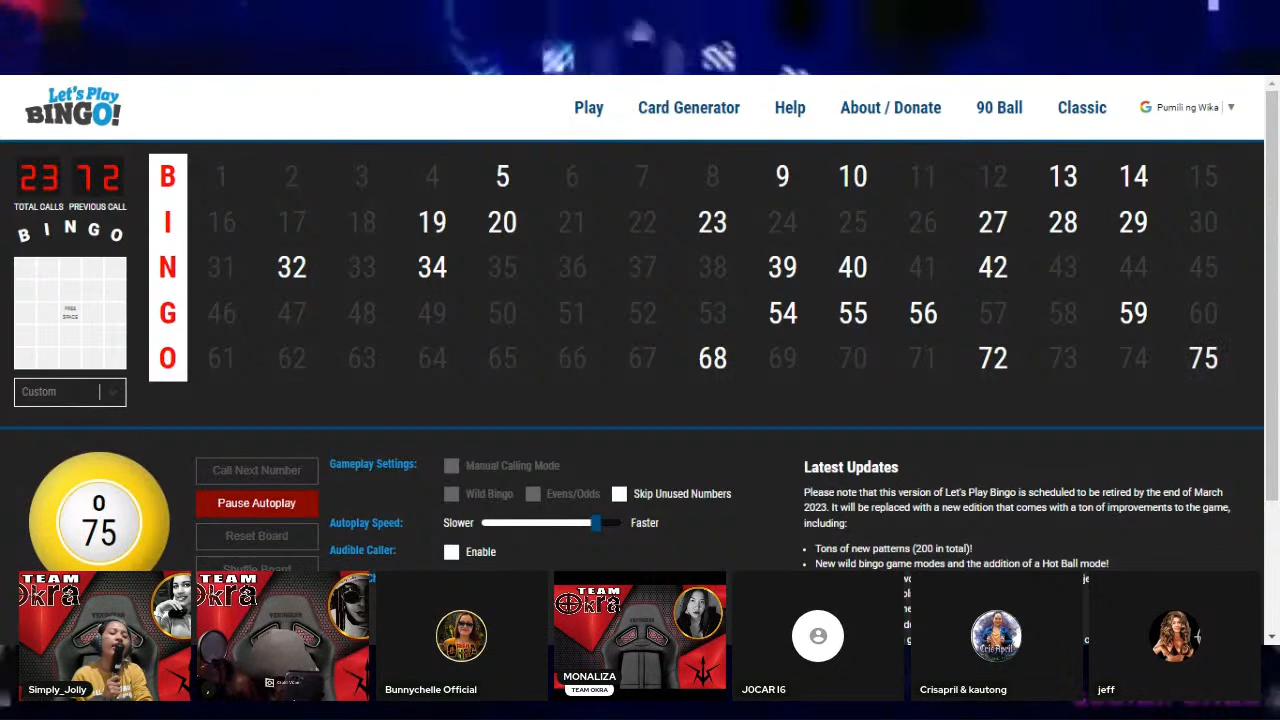 Let's Play
BINGO!
Play Card Generator Help About / Donate 90 Ball Classic Pumili ng Wika ▼
23 72
TOTAL CALLS PREVIOUS CALL
B I N G O
FREE
SPACE
Custom
B 1 2 3 4 5 6 7 8 9 10 11 12 13 14 15
I 16 17 18 19 20 21 22 23 24 25 26 27 28 29 30
N 31 32 33 34 35 36 37 38 39 40 41 42 43 44 45
G 46 47 48 49 50 51 52 53 54 55 56 57 58 59 60
O 61 62 63 64 65 66 67 68 69 70 71 72 73 74 75
O
75
Call Next Number
Pause Autoplay
Reset Board
Shuffle Board
Gameplay Settings: Manual Calling Mode
Wild Bingo Evens/Odds Skip Unused Numbers
Autoplay Speed: Slower Faster
Audible Caller: Enable
Latest Updates
Please note that this version of Let's Play Bingo is scheduled to be retired by the end of March
2023. It will be replaced with a new edition that comes with a ton of improvements to the game,
including:
• Tons of new patterns (200 in total)!
• New wild bingo game modes and the addition of a Hot Ball mode!
TEAM
Okra
Simply_Jolly
TEAM
Okra
Bunnychelle Official
TEAM
Okra
MONALIZA
TEAM OKRA
J0CAR I6
Cris April
Crisapril & kautong
jeff